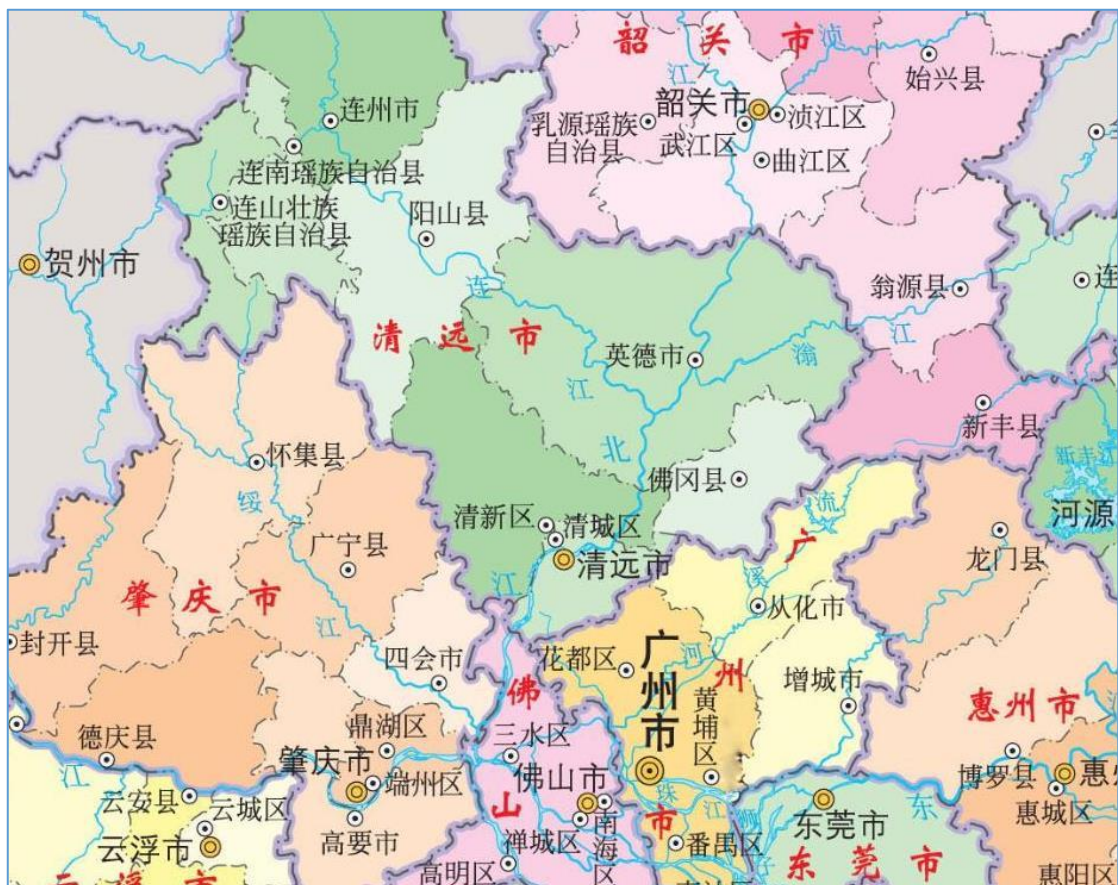 韶关市
浈
江
始兴县
连州市
韶关市
浈江区
乳源瑶族
自治县
武江区
曲江区
连南瑶族自治县
连山壮族
瑶族自治县
阳山县
贺州市
连
翁源县
清远市
英德市
滃
江
江
新丰县
北
怀集县
佛冈县
新丰江
绥
流
清新区
清城区
河源
广宁县
广
龙门县
清远市
江
溪
肇庆市
从化市
江
封开县
四会市
花都区
广州市
河
州
增城市
佛
黄埔区
惠州市
德庆县
鼎湖区
三水区
肇庆市
端州区
佛山市
博罗县
惠
江
云安县
云城区
山
珠
江
狮
东莞市
东
惠城区
高要市
禅城区
南海区
市
番禺区
子
云浮市
高明区
东莞市
惠阳区